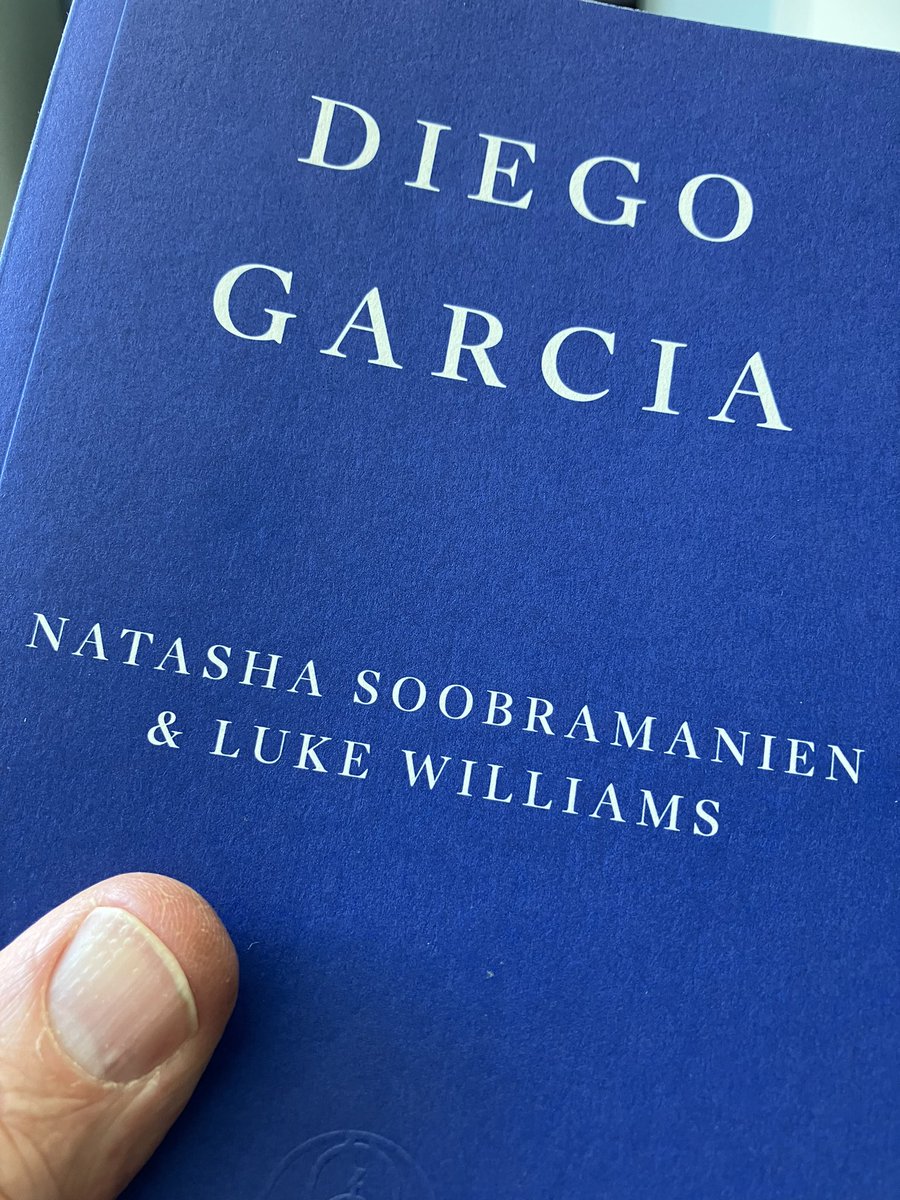 DIEGO
GARCIA
NATASHA SOOBRAMANIEN
& LUKE WILLIAMS